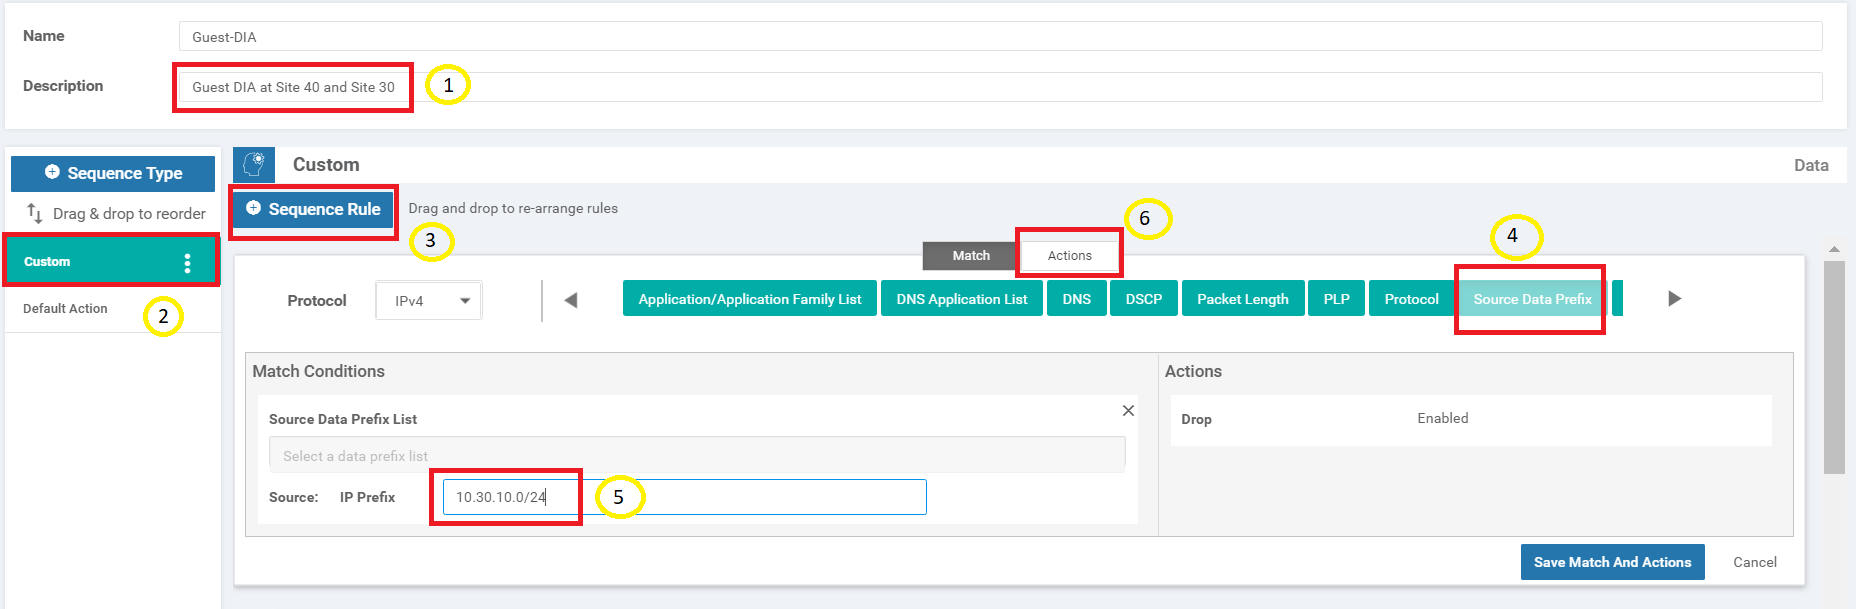 Name
Guest-DIA
Description
Guest DIA at Site 40 and Site 30
1
Sequence Type
Drag & drop to reorder
Custom
Default Action
2
Custom
Data
Sequence Rule
Drag and drop to re-arrange rules
3
6
4
Match
Actions
Protocol
IPv4
Application/Application Family List
DNS Application List
DNS
DSCP
Packet Length
PLP
Protocol
Source Data Prefix
Match Conditions
Actions
Source Data Prefix List
Select a data prefix list
Source: IP Prefix
10.30.10.0/24
5
Drop
Enabled
Save Match And Actions
Cancel